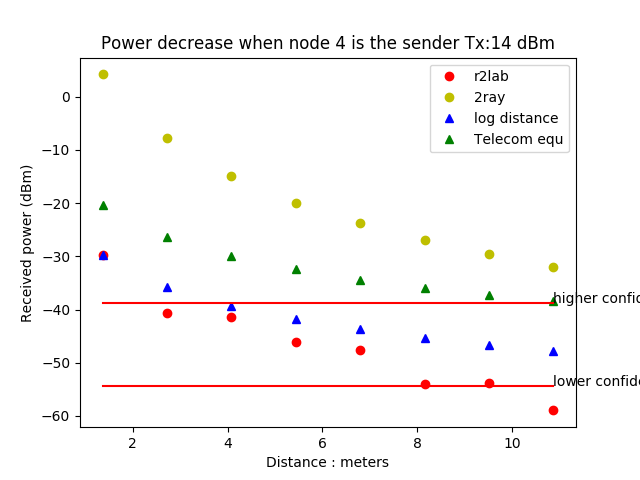 Power decrease when node 4 is the sender Tx:14 dBm
r2lab
2ray
log distance
Telecom equ
Received power (dBm)
0
−10
−20
−30
−40
−50
−60
higher confid
lower confide
2
4
6
8
10
Distance : meters